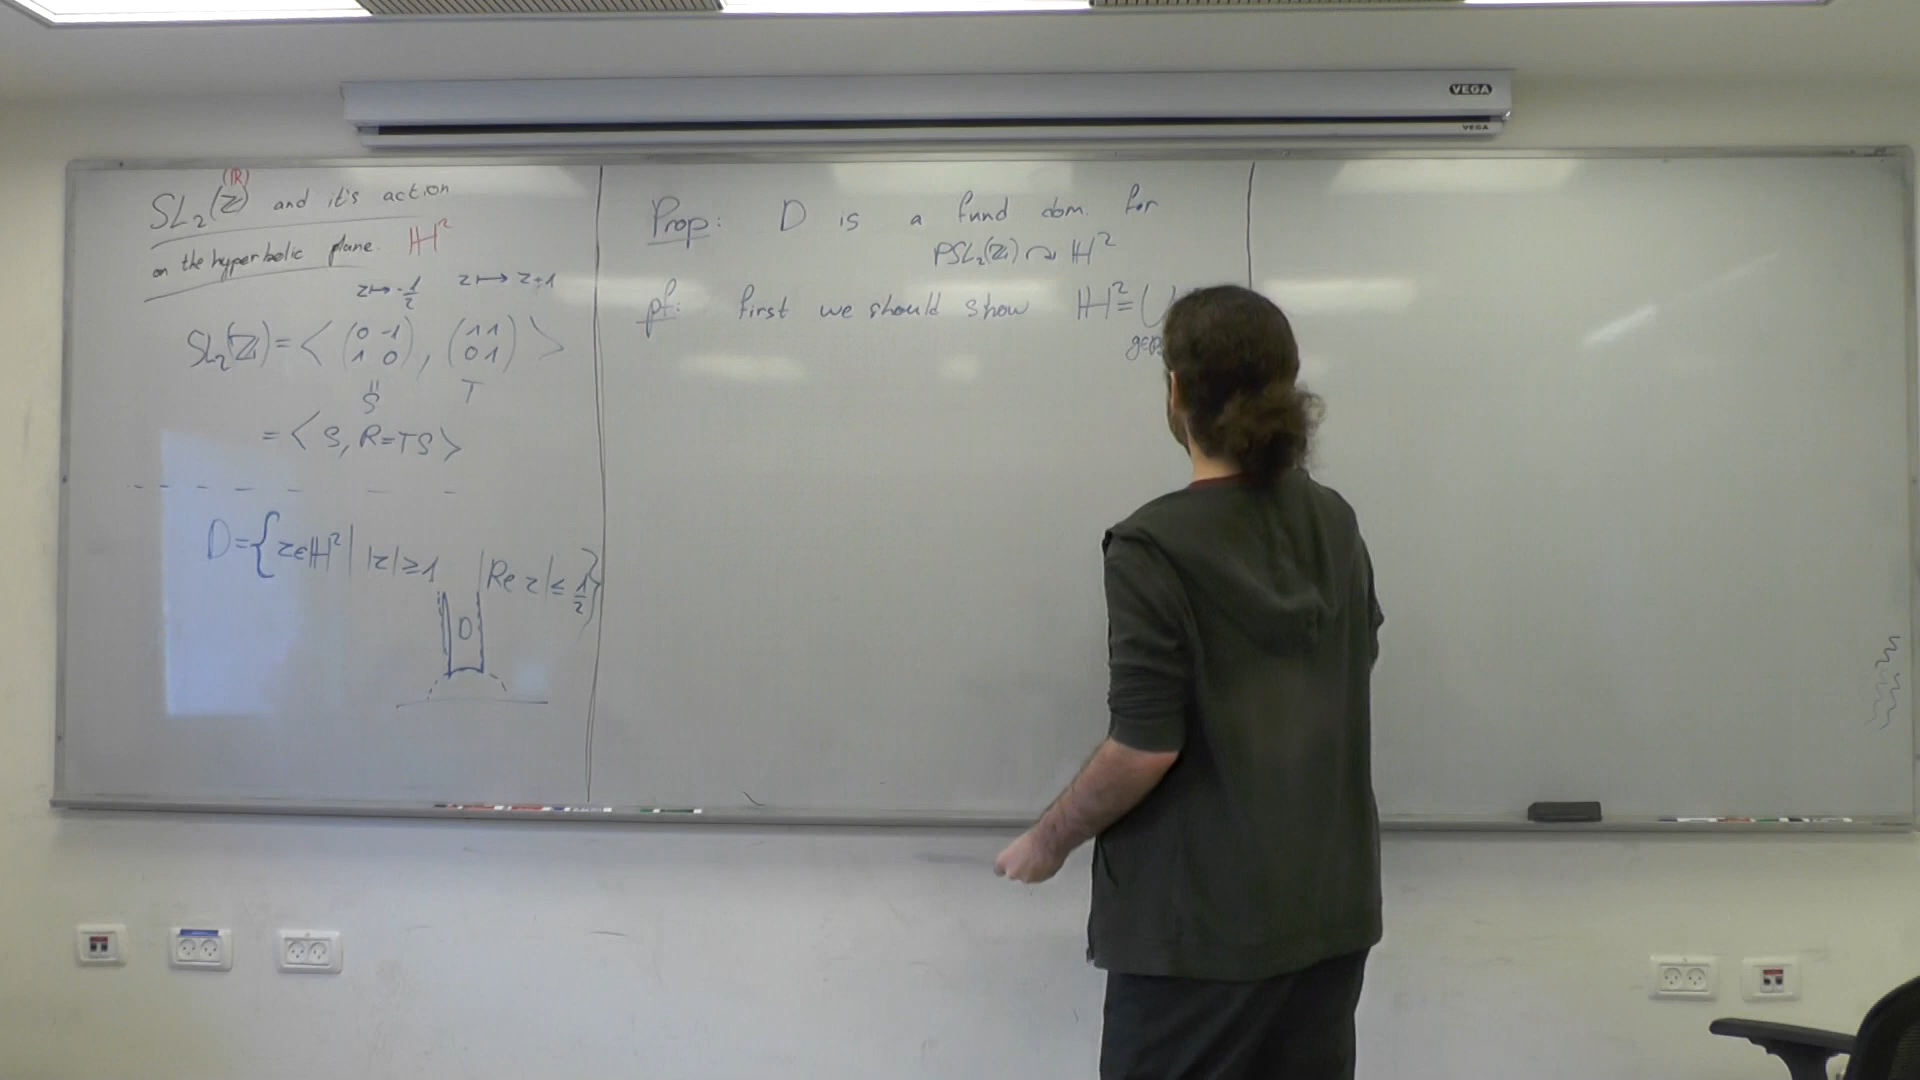 VEGA
VEGA
SL₂(ℤ) (ℝ) and it's action
on the hyperbolic plane. ℍ²
z ↦ -1/z z ↦ z+1
SL₂(ℤ) = < (0 -1 / 1 0), (1 1 / 0 1) >
" S T
= < S, R=TS >
D = { z∈ℍ² | |z| ≥ 1 |Re z| ≤ 1/2 }
D
Prop: D is a fund dom. for
PSL₂(ℤ) ↷ ℍ²
pf: first we should show ℍ² = ⋃
g∈